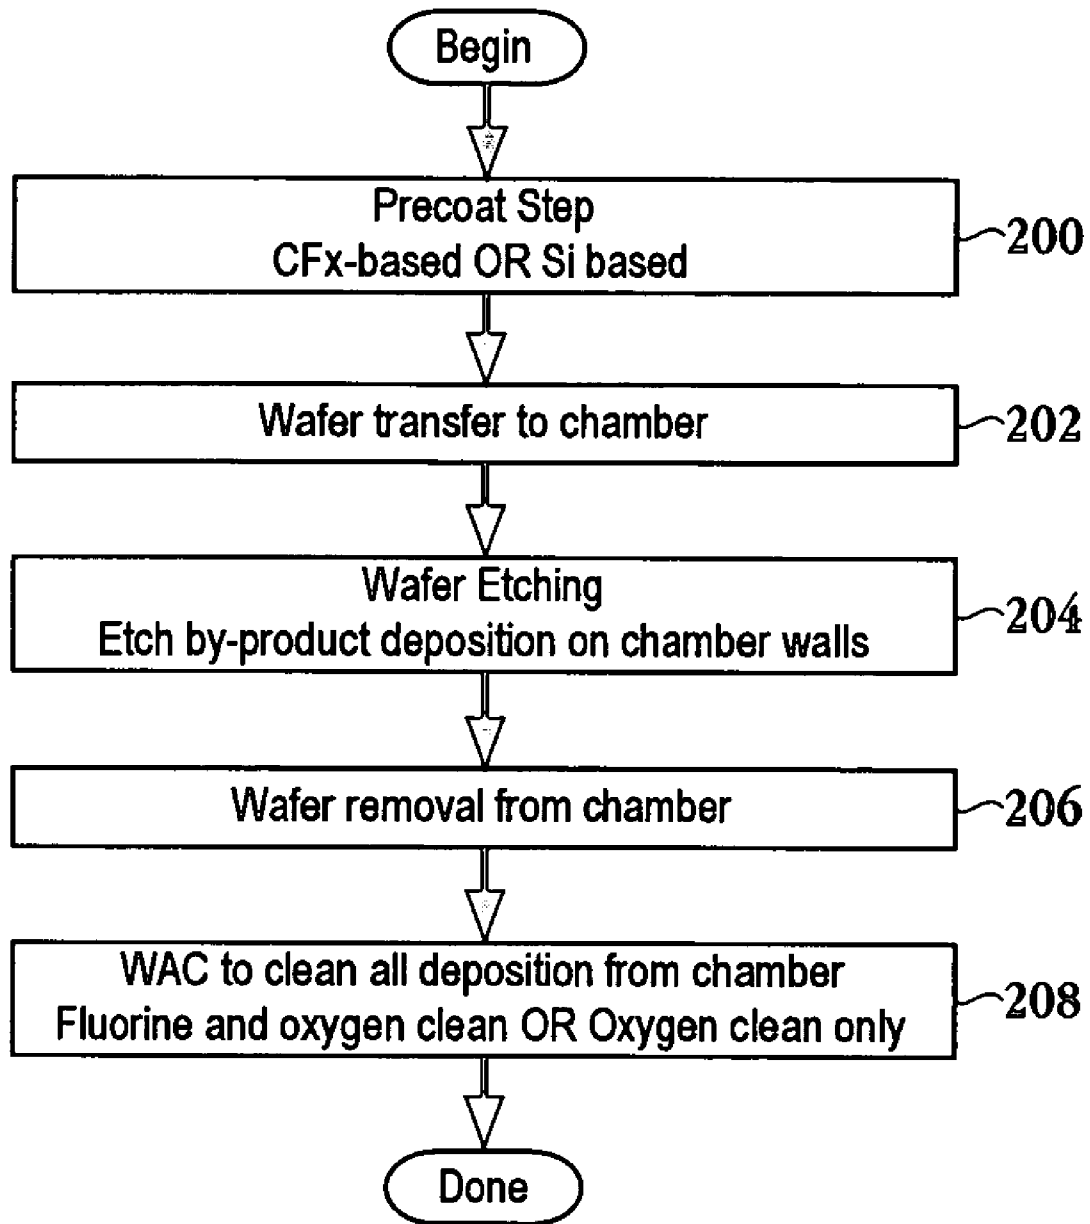 Begin
Precoat Step
CFx-based OR Si based
200
Wafer transfer to chamber
202
Wafer Etching
Etch by-product deposition on chamber walls
204
Wafer removal from chamber
206
WAC to clean all deposition from chamber
Fluorine and oxygen clean OR Oxygen clean only
208
Done